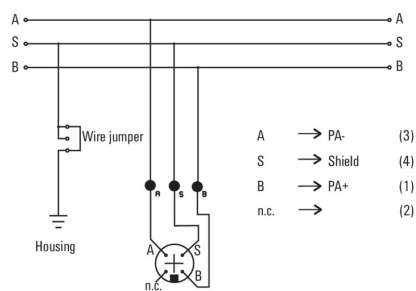 A A
S S
B B
Wire jumper
A → PA- (3)
S → Shield (4)
B → PA+ (1)
n.c. → (2)
A S B
Housing
A S
B
n.c.